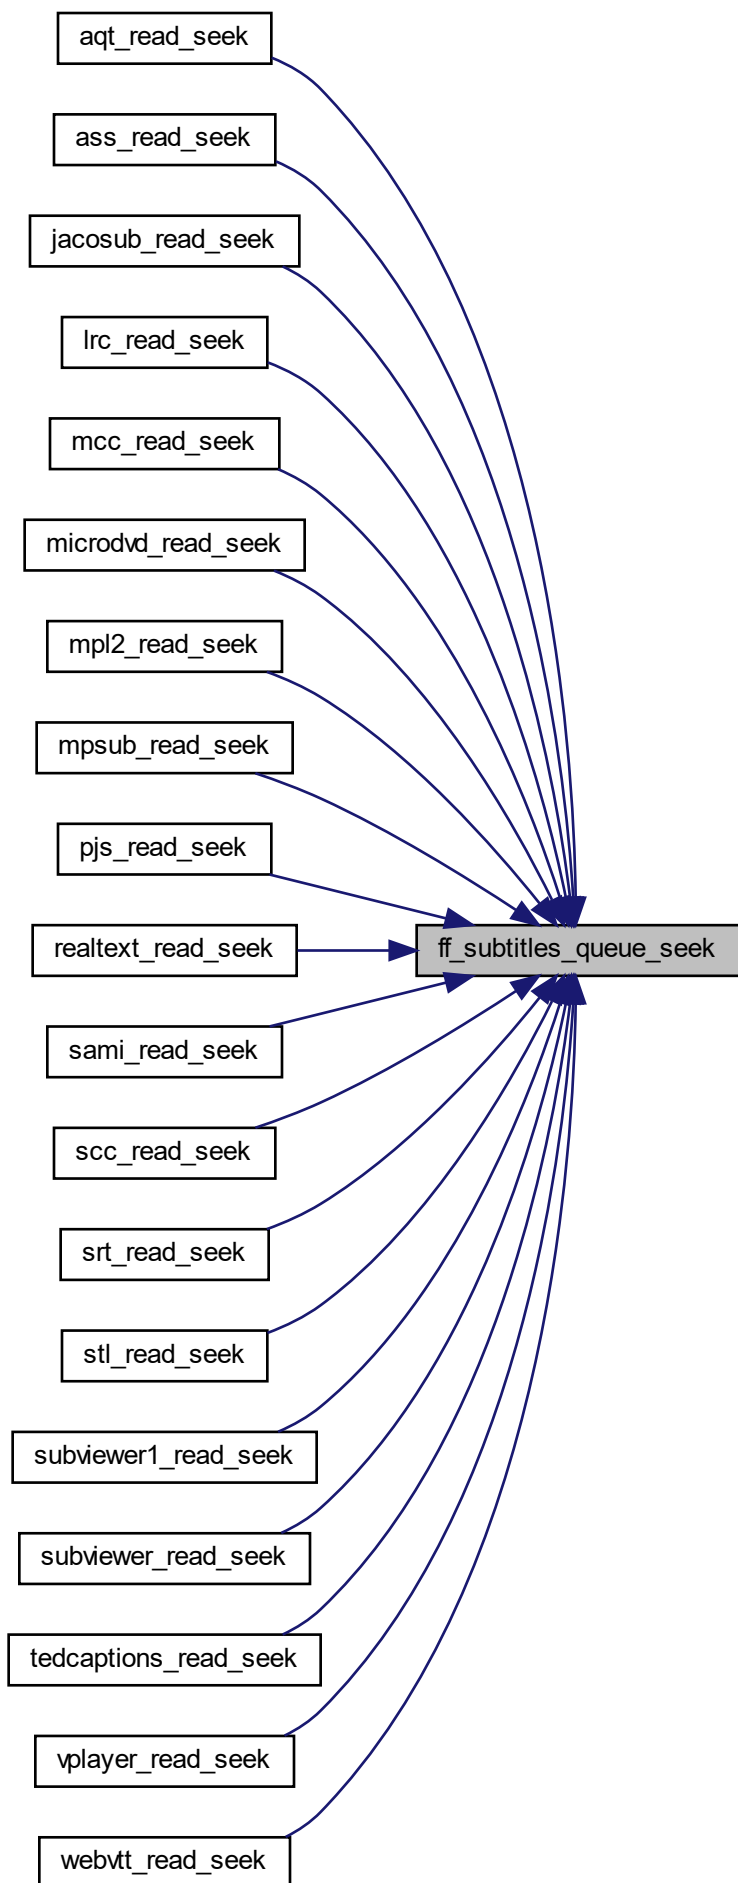 aqt_read_seek
ass_read_seek
jacosub_read_seek
lrc_read_seek
mcc_read_seek
microdvd_read_seek
mpl2_read_seek
mpsub_read_seek
pjs_read_seek
realtext_read_seek
ff_subtitles_queue_seek
sami_read_seek
scc_read_seek
srt_read_seek
stl_read_seek
subviewer1_read_seek
subviewer_read_seek
tedcaptions_read_seek
vplayer_read_seek
webvtt_read_seek